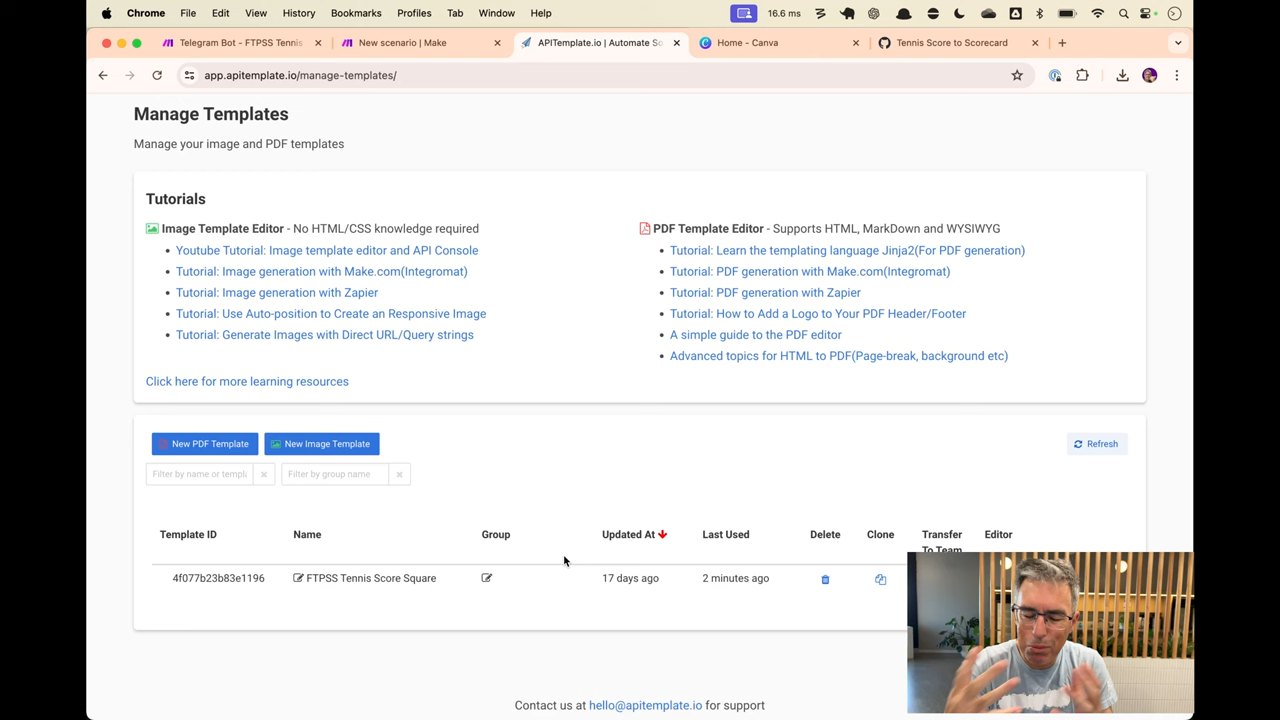 Chrome File Edit View History Bookmarks Profiles Tab Window Help 16.6 ms
Telegram Bot - FTPSS Tennis New scenario | Make APITemplate.io | Automate So Home - Canva Tennis Score to Scorecard
app.apitemplate.io/manage-templates/
Manage Templates
Manage your image and PDF templates
Tutorials
Image Template Editor - No HTML/CSS knowledge required
Youtube Tutorial: Image template editor and API Console
Tutorial: Image generation with Make.com(Integromat)
Tutorial: Image generation with Zapier
Tutorial: Use Auto-position to Create an Responsive Image
Tutorial: Generate Images with Direct URL/Query strings
PDF Template Editor - Supports HTML, MarkDown and WYSIWYG
Tutorial: Learn the templating language Jinja2(For PDF generation)
Tutorial: PDF generation with Make.com(Integromat)
Tutorial: PDF generation with Zapier
Tutorial: How to Add a Logo to Your PDF Header/Footer
A simple guide to the PDF editor
Advanced topics for HTML to PDF(Page-break, background etc)
Click here for more learning resources
New PDF Template New Image Template Refresh
Filter by name or templa Filter by group name
Template ID Name Group Updated At Last Used Delete Clone Transfer To Team Editor
4f077b23b83e1196 FTPSS Tennis Score Square 17 days ago 2 minutes ago
Contact us at hello@apitemplate.io for support